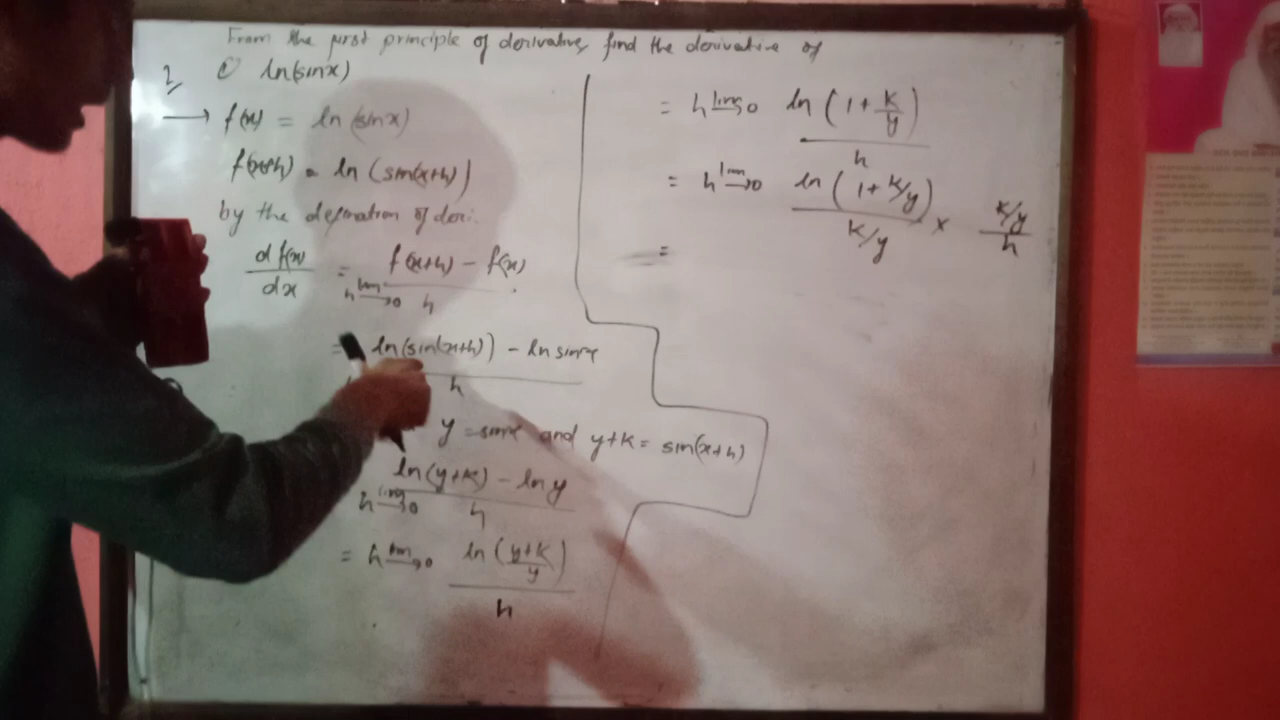 From the first principle of derivative, find the derivative of
2, c) ln(sinx)
→ f(x) = ln(sinx)
f(x+h) = ln(sin(x+h))
by the defination of deri.
d f(x)/dx = lim h→0 f(x+h) - f(x) / h
= ln(sin(x+h)) - ln sinx / h
y = sinx and y+k = sin(x+h)
lim h→0 ln(y+k) - ln y / h
= lim h→0 ln(y+k/y) / h
= lim h→0 ln(1 + k/y) / h
= lim h→0 ln(1 + k/y) / k/y × k/y / h
=